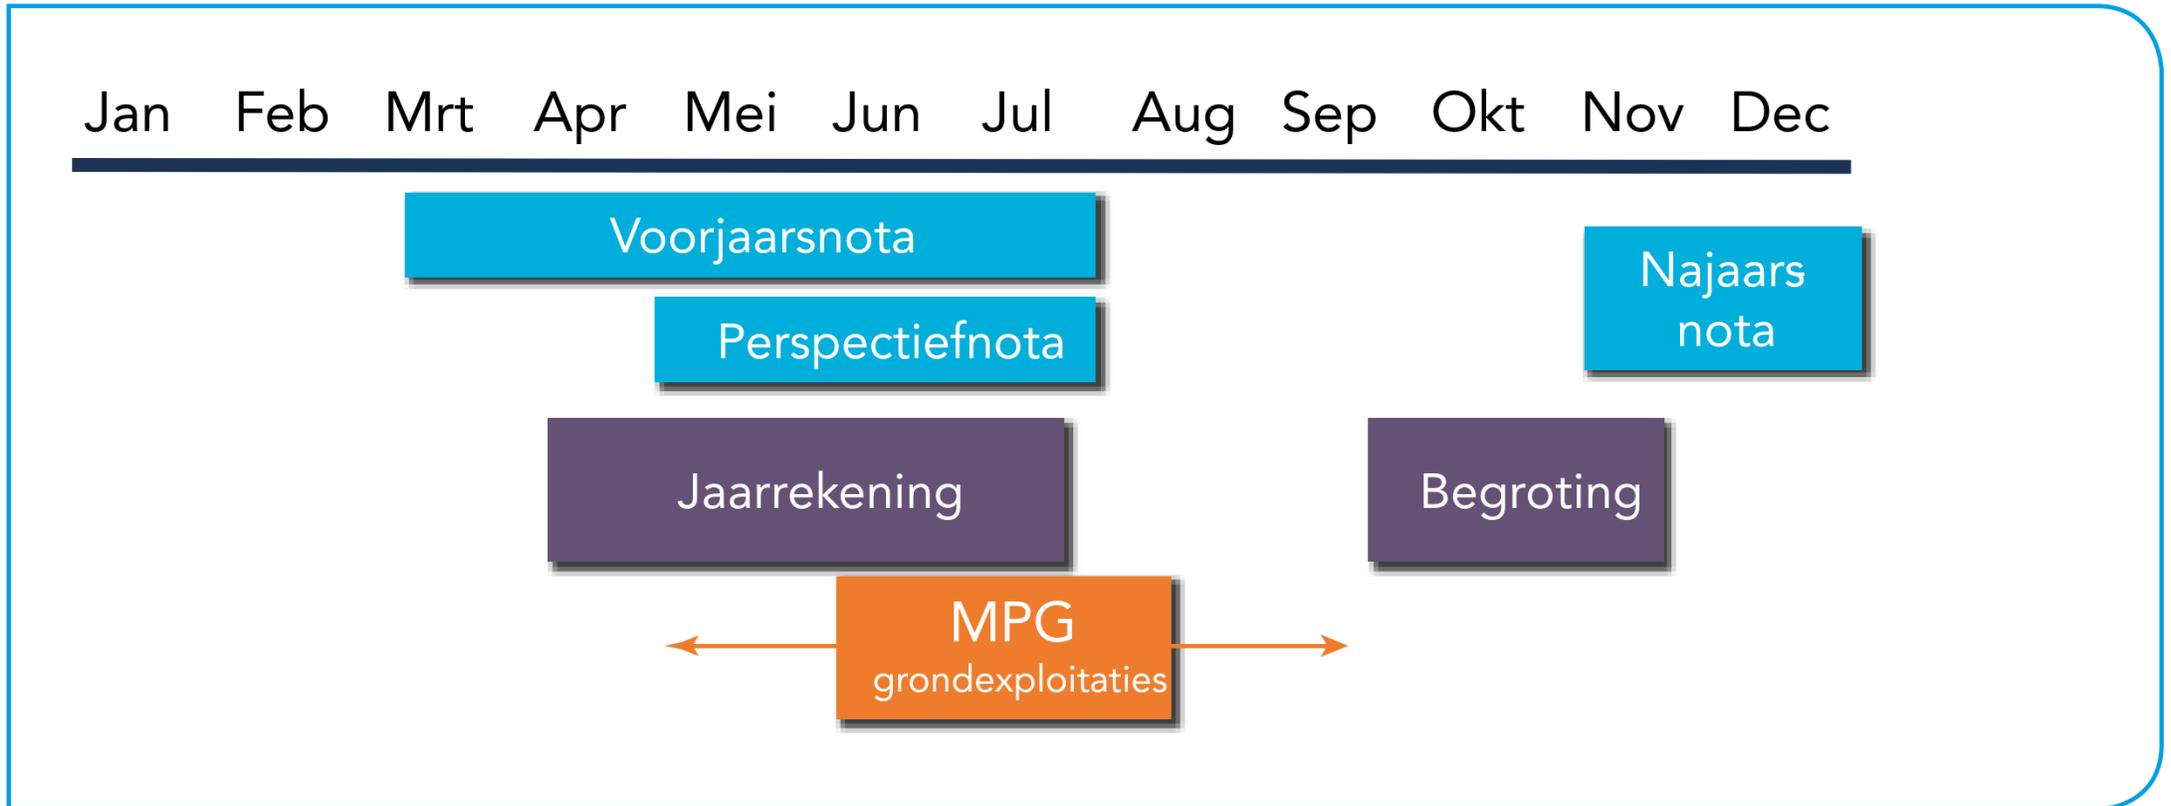 Jan Feb Mrt Apr Mei Jun Jul Aug Sep Okt Nov Dec
Voorjaarsnota
Najaars
nota
Perspectiefnota
Jaarrekening
Begroting
MPG
grondexploitaties